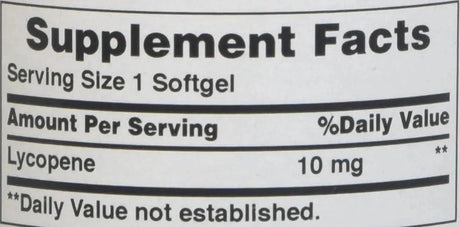 Supplement Facts
Serving Size 1 Softgel
Amount Per Serving %Daily Value
Lycopene 10 mg **
**Daily Value not established.